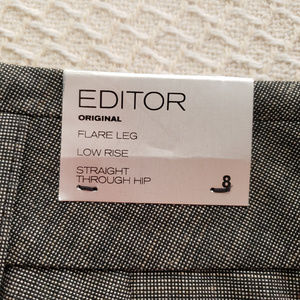 EDITOR
ORIGINAL
FLARE LEG
LOW RISE
STRAIGHT
THROUGH HIP
8